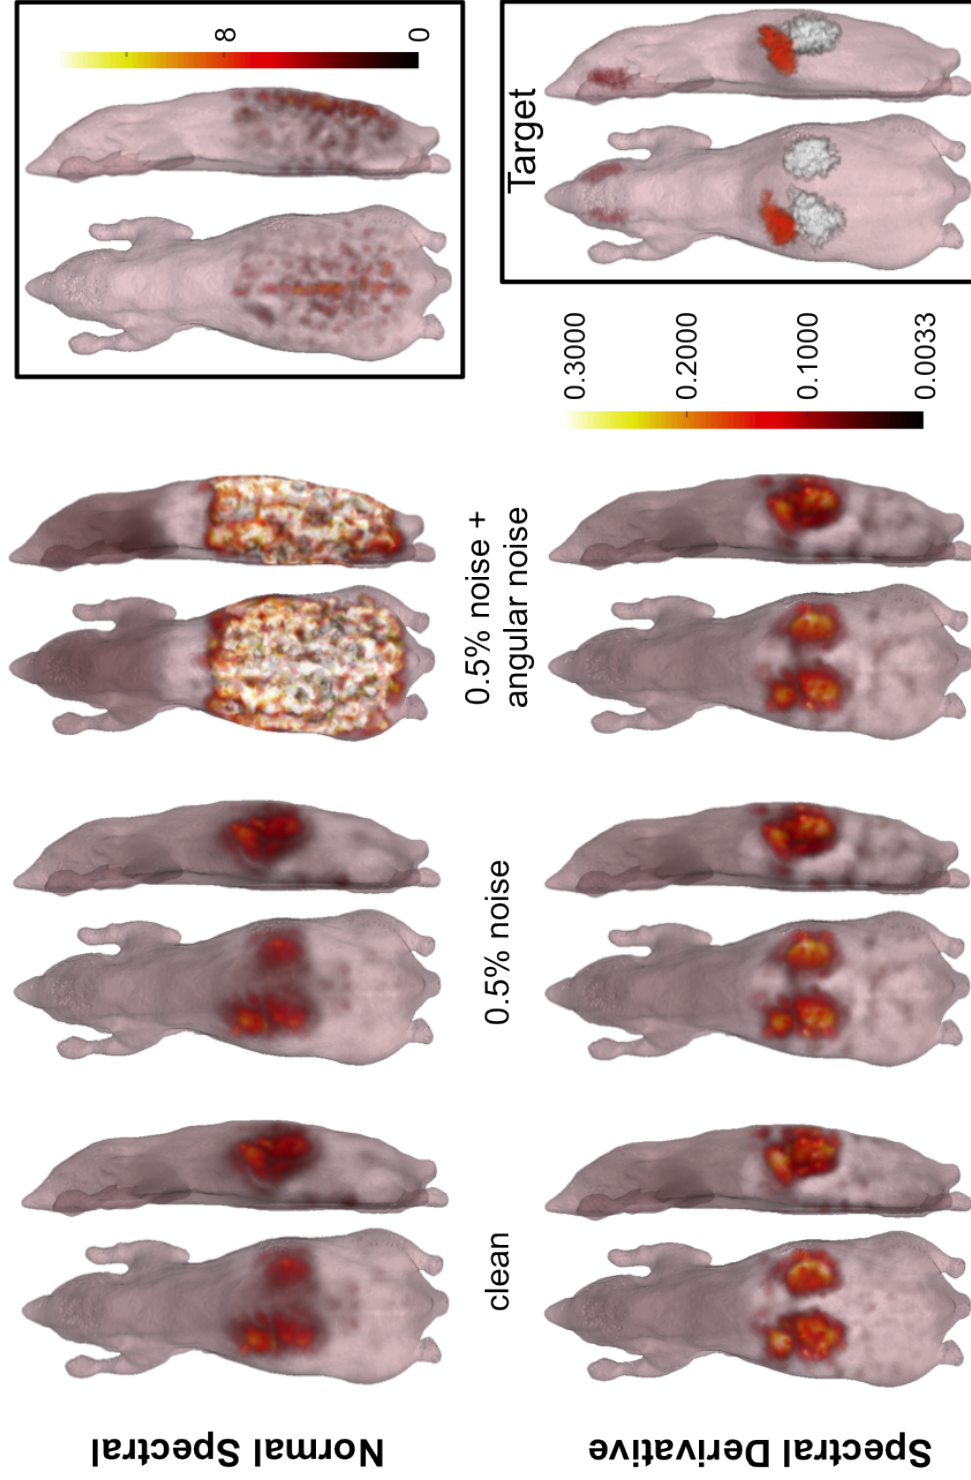 Normal Spectral
8
0
clean
0.5% noise
0.5% noise +
angular noise
Target
0.3000
0.2000
0.1000
0.0033
Spectral Derivative